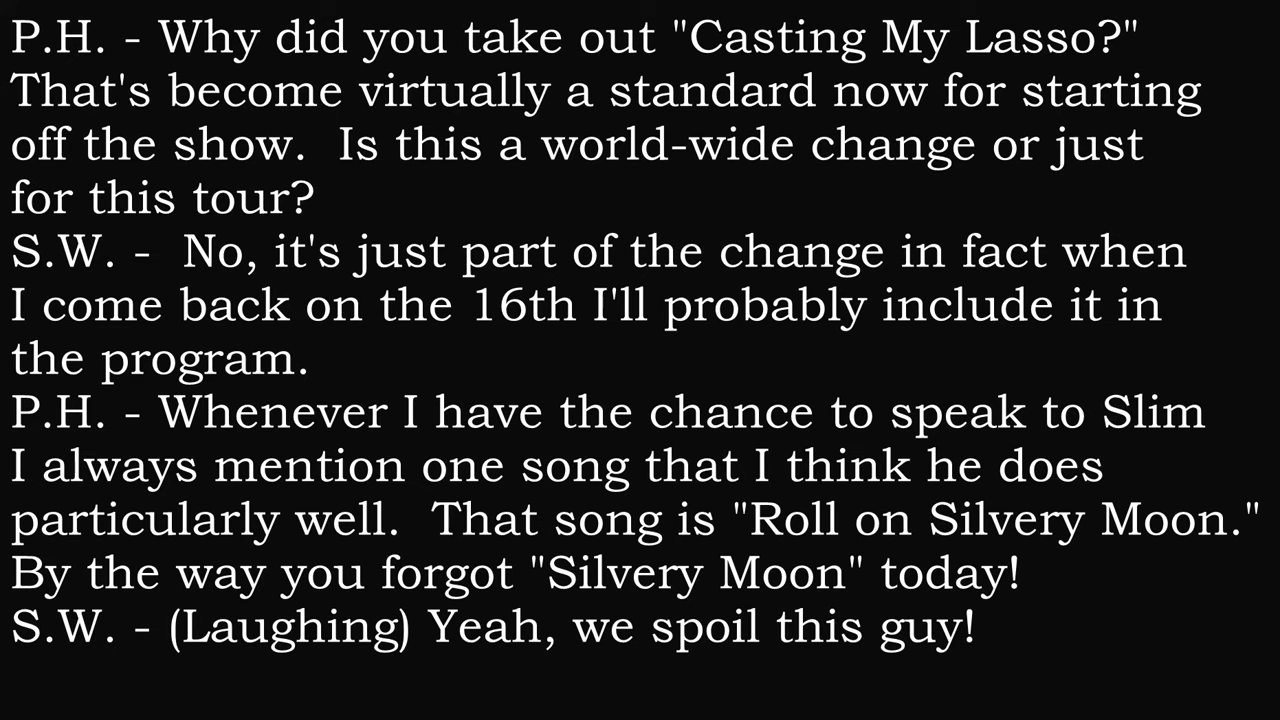 P.H. - Why did you take out "Casting My Lasso?"
That's become virtually a standard now for starting
off the show.  Is this a world-wide change or just
for this tour?
S.W. -  No, it's just part of the change in fact when
I come back on the 16th I'll probably include it in
the program.
P.H. - Whenever I have the chance to speak to Slim
I always mention one song that I think he does
particularly well.  That song is "Roll on Silvery Moon."
By the way you forgot "Silvery Moon" today!
S.W. - (Laughing) Yeah, we spoil this guy!